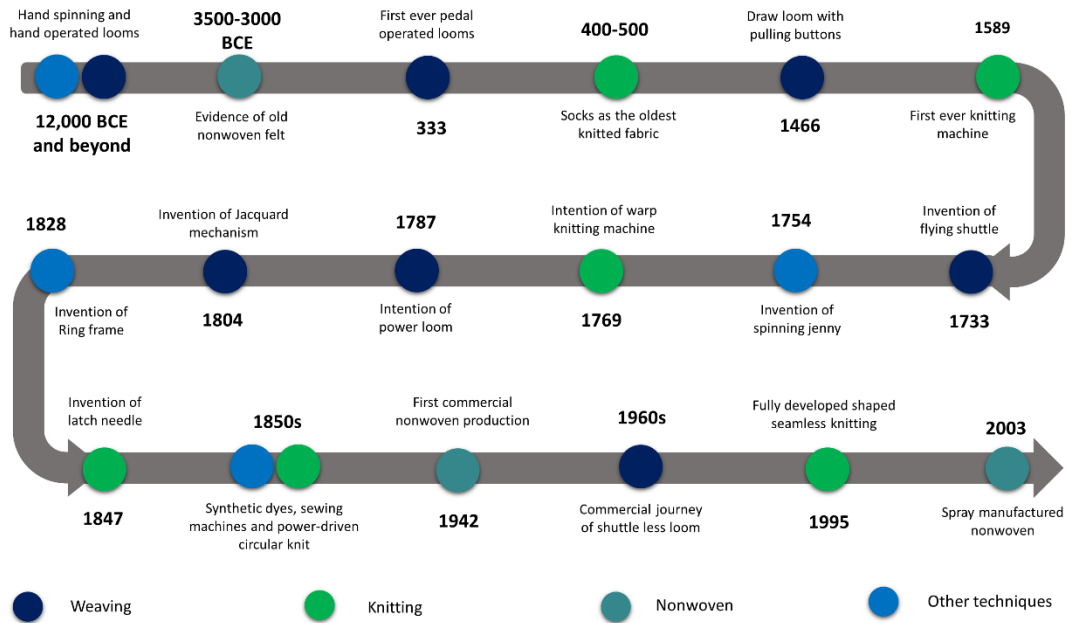 Hand spinning and
hand operated looms
12,000 BCE
and beyond
3500-3000
BCE
Evidence of old
nonwoven felt
First ever pedal
operated looms
333
400-500
Socks as the oldest
knitted fabric
Draw loom with
pulling buttons
1466
1589
First ever knitting
machine
Invention of
flying shuttle
1733
1754
Invention of
spinning jenny
Intention of warp
knitting machine
1769
1787
Intention of
power loom
Invention of Jacquard
mechanism
1804
1828
Invention of
Ring frame
Invention of
latch needle
1847
1850s
Synthetic dyes, sewing
machines and power-driven
circular knit
First commercial
nonwoven production
1942
1960s
Commercial journey
of shuttle less loom
Fully developed shaped
seamless knitting
1995
2003
Spray manufactured
nonwoven
Weaving
Knitting
Nonwoven
Other techniques